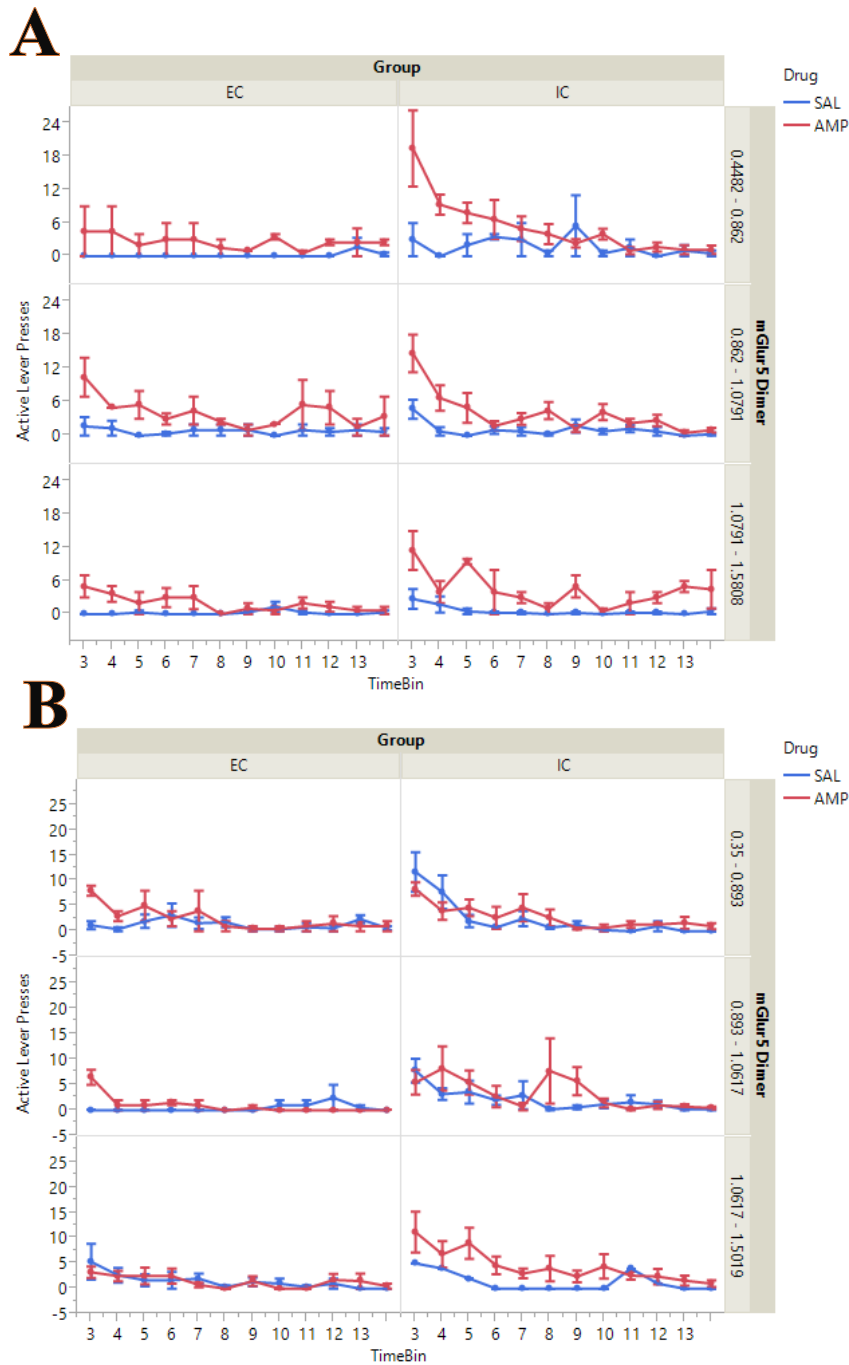 A
Group
EC IC
Drug
SAL
AMP
24
18
12
6
0
0.4482 - 0.862
24
18
12
6
0
0.862 - 1.0791
24
18
12
6
0
1.0791 - 1.5808
Active Lever Presses
mGlur5 Dimer
3 4 5 6 7 8 9 10 11 12 13 3 4 5 6 7 8 9 10 11 12 13
TimeBin
B
Group
EC IC
Drug
SAL
AMP
25
20
15
10
5
0
-5
0.35 - 0.893
25
20
15
10
5
0
-5
0.893 - 1.0617
25
20
15
10
5
0
-5
1.0617 - 1.5019
Active Lever Presses
mGlur5 Dimer
3 4 5 6 7 8 9 10 11 12 13 3 4 5 6 7 8 9 10 11 12 13
TimeBin